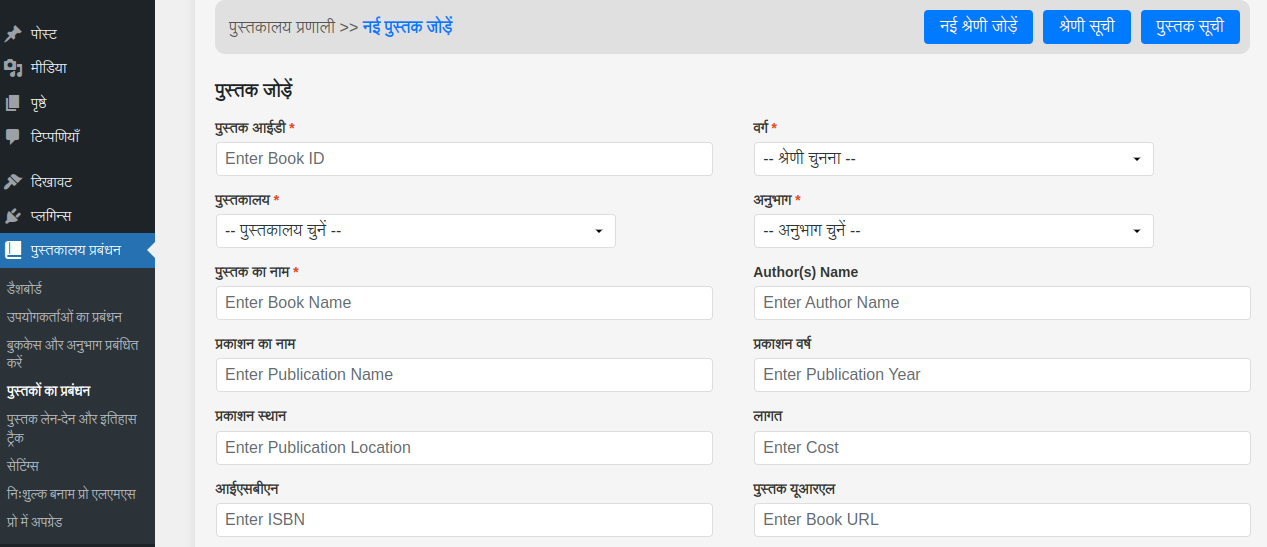 पोस्ट
मीडिया
पृष्ठे
टिप्पणियाँ
दिखावट
प्लगिन्स
पुस्तकालय प्रबंधन
डैशबोर्ड
उपयोगकर्ताओं का प्रबंधन
बुककेस और अनुभाग प्रबंधित
करें
पुस्तकों का प्रबंधन
पुस्तक लेन-देन और इतिहास
ट्रैक
सेटिंग्स
निःशुल्क बनाम प्रो एलएमएस
प्रो में अपग्रेड
पुस्तकालय प्रणाली >> नई पुस्तक जोड़ें
नई श्रेणी जोड़ें
श्रेणी सूची
पुस्तक सूची
पुस्तक जोड़ें
पुस्तक आईडी *
Enter Book ID
वर्ग *
-- श्रेणी चुनना --
पुस्तकालय *
-- पुस्तकालय चुनें --
अनुभाग *
-- अनुभाग चुनें --
पुस्तक का नाम *
Enter Book Name
Author(s) Name
Enter Author Name
प्रकाशन का नाम
Enter Publication Name
प्रकाशन वर्ष
Enter Publication Year
प्रकाशन स्थान
Enter Publication Location
लागत
Enter Cost
आईएसबीएन
Enter ISBN
पुस्तक यूआरएल
Enter Book URL